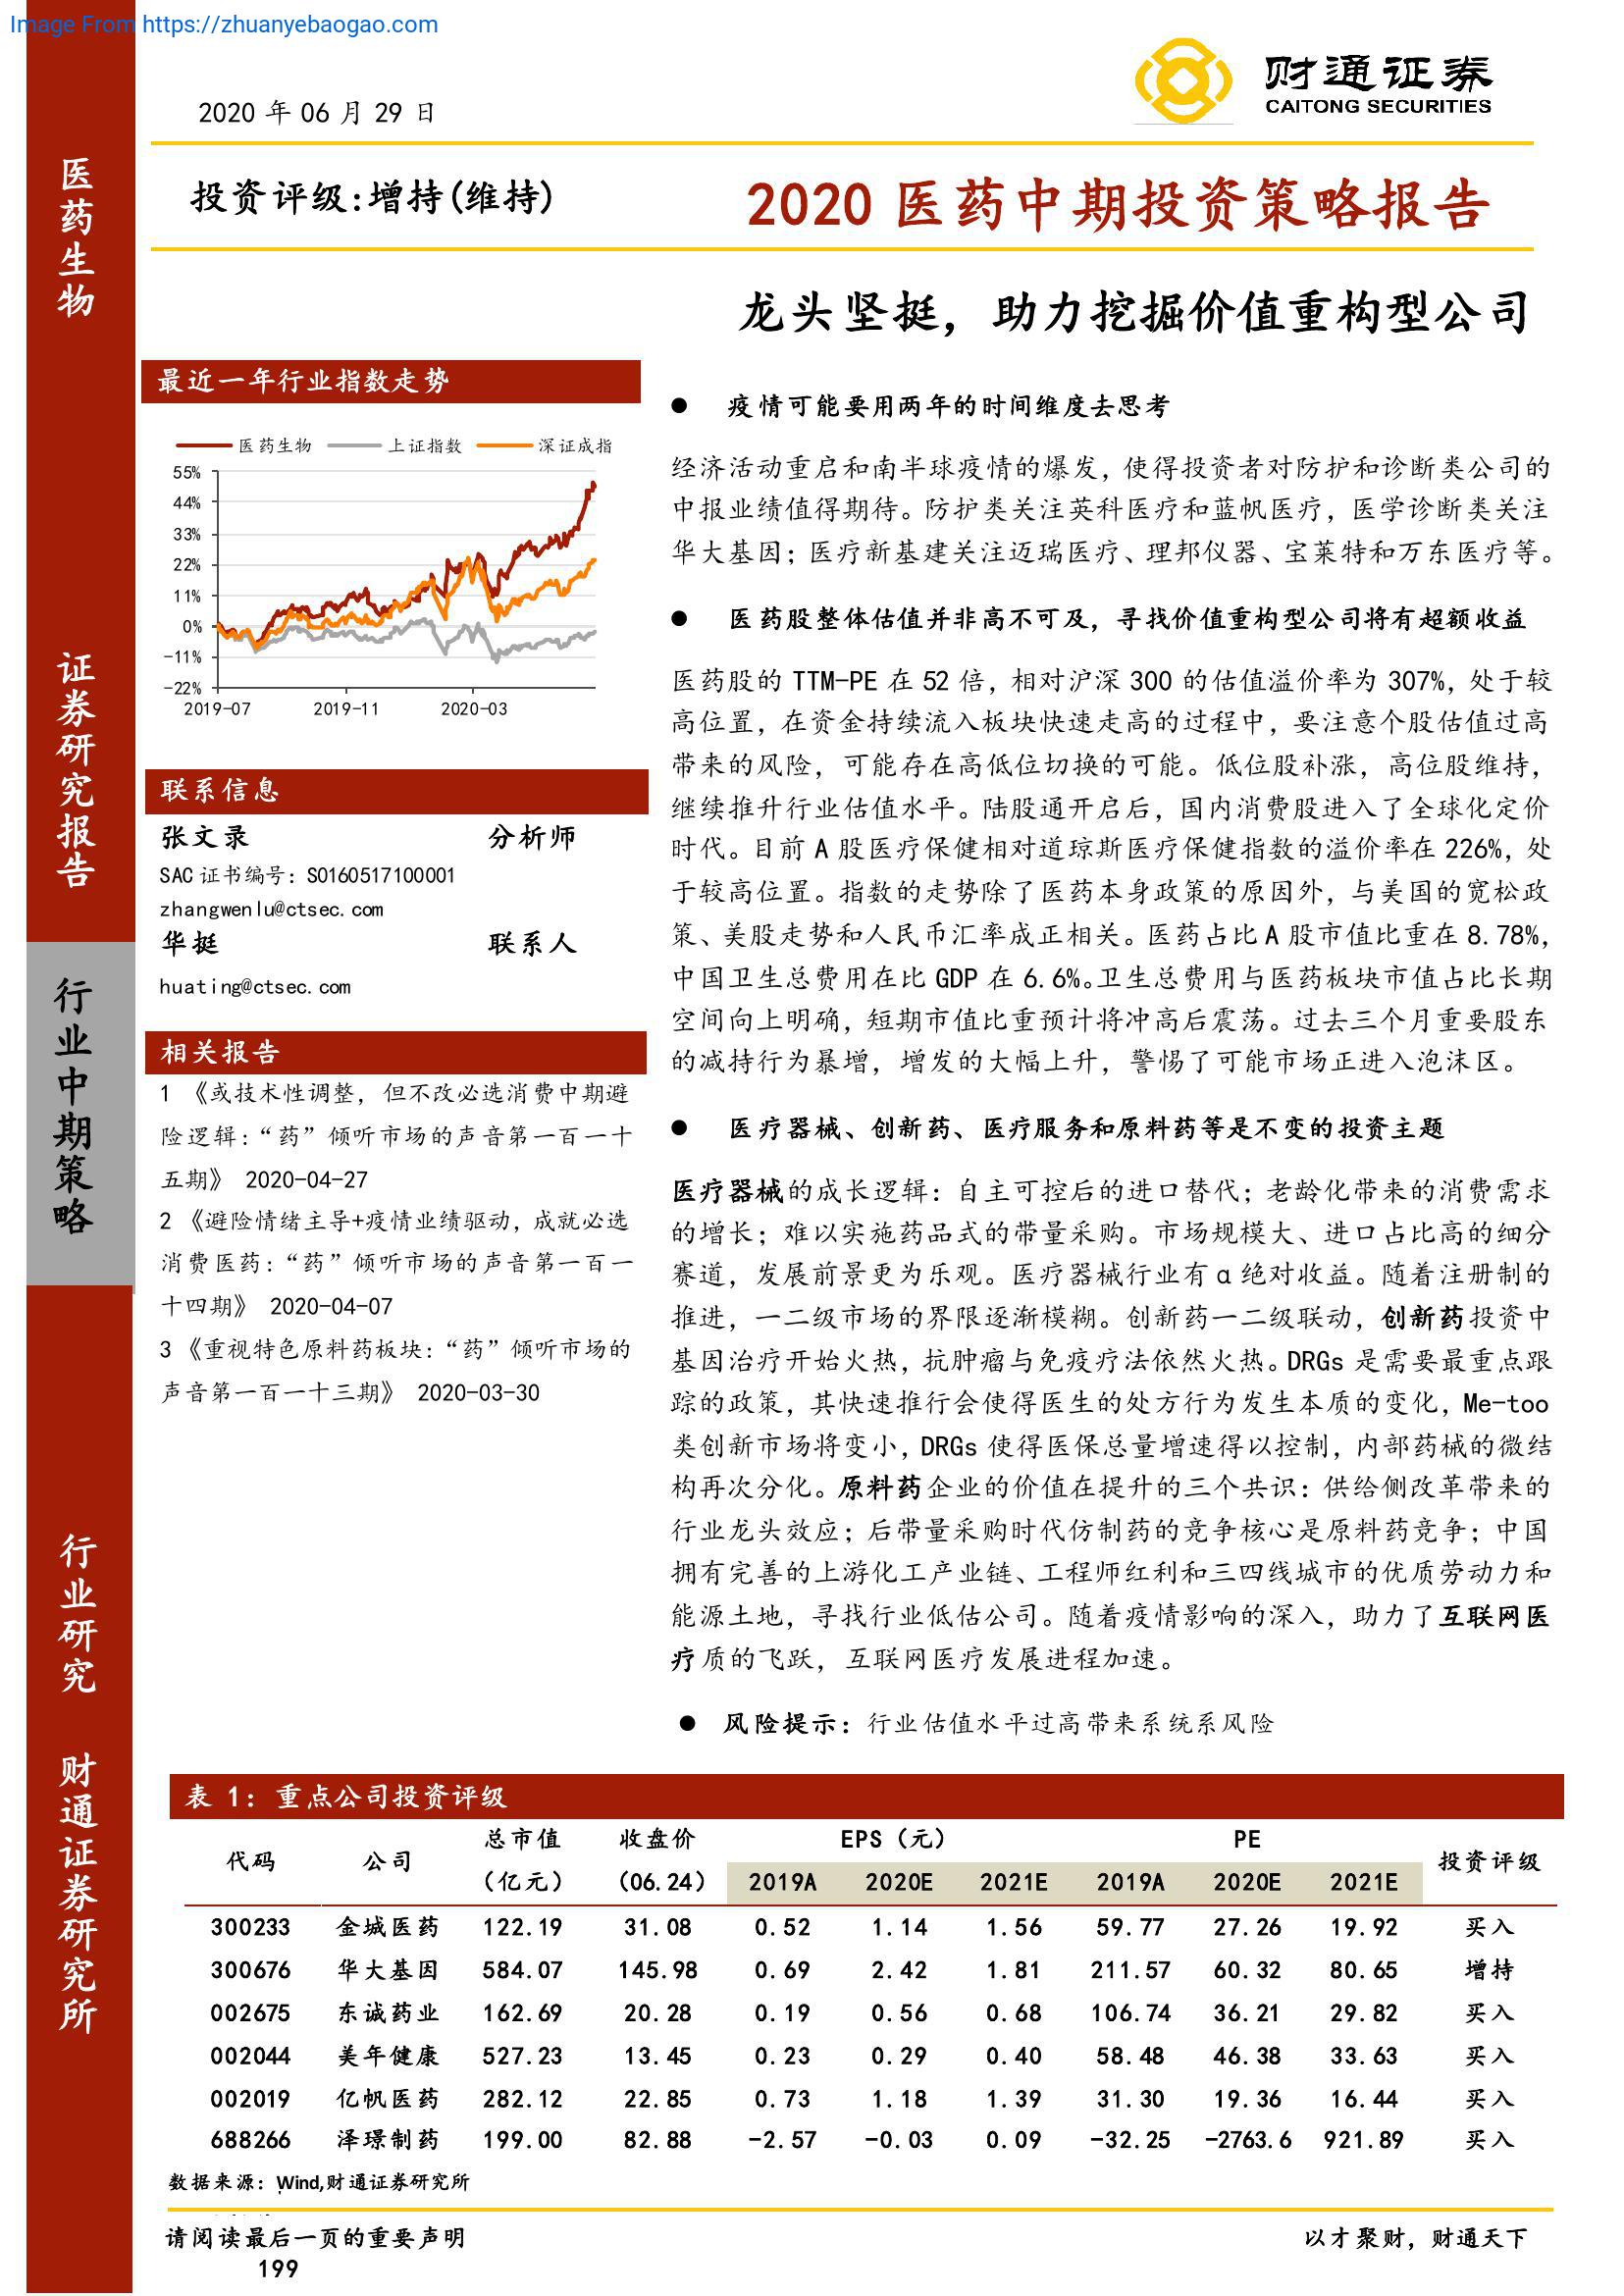 Image From https://zhuanyebaogao.com
财通证券
CAITONG SECURITIES
2020 年 06 月 29 日
投资评级:增持(维持)
2020 医药中期投资策略报告
龙头坚挺，助力挖掘价值重构型公司
医药生物
证券研究报告
行业中期策略
行业研究
财通证券研究所
最近一年行业指数走势
医药生物 上证指数 深证成指
55%
44%
33%
22%
11%
0%
-11%
-22%
2019-07 2019-11 2020-03
联系信息
张文录 分析师
SAC 证书编号：S0160517100001
zhangwenlu@ctsec.com
华挺 联系人
huating@ctsec.com
相关报告
1 《或技术性调整，但不改必选消费中期避
险逻辑：“药”倾听市场的声音第一百一十
五期》 2020-04-27
2 《避险情绪主导+疫情业绩驱动，成就必选
消费医药：“药”倾听市场的声音第一百一
十四期》 2020-04-07
3 《重视特色原料药板块：“药”倾听市场的
声音第一百一十三期》 2020-03-30
● 疫情可能要用两年的时间维度去思考
经济活动重启和南半球疫情的爆发，使得投资者对防护和诊断类公司的
中报业绩值得期待。防护类关注英科医疗和蓝帆医疗，医学诊断类关注
华大基因；医疗新基建关注迈瑞医疗、理邦仪器、宝莱特和万东医疗等。
● 医药股整体估值并非高不可及，寻找价值重构型公司将有超额收益
医药股的 TTM-PE 在 52 倍，相对沪深 300 的估值溢价率为 307%，处于较
高位置，在资金持续流入板块快速走高的过程中，要注意个股估值过高
带来的风险，可能存在高低位切换的可能。低位股补涨，高位股维持，
继续推升行业估值水平。陆股通开启后，国内消费股进入了全球化定价
时代。目前 A 股医疗保健相对道琼斯医疗保健指数的溢价率在 226%，处
于较高位置。指数的走势除了医药本身政策的原因外，与美国的宽松政
策、美股走势和人民币汇率成正相关。医药占比 A 股市值比重在 8.78%，
中国卫生总费用在比 GDP 在 6.6%。卫生总费用与医药板块市值占比长期
空间向上明确，短期市值比重预计将冲高后震荡。过去三个月重要股东
的减持行为暴增，增发的大幅上升，警惕了可能市场正进入泡沫区。
● 医疗器械、创新药、医疗服务和原料药等是不变的投资主题
医疗器械的成长逻辑：自主可控后的进口替代；老龄化带来的消费需求
的增长；难以实施药品式的带量采购。市场规模大、进口占比高的细分
赛道，发展前景更为乐观。医疗器械行业有 α 绝对收益。随着注册制的
推进，一二级市场的界限逐渐模糊。创新药一二级联动，创新药投资中
基因治疗开始火热，抗肿瘤与免疫疗法依然火热。DRGs 是需要最重点跟
踪的政策，其快速推行会使得医生的处方行为发生本质的变化，Me-too
类创新市场将变小，DRGs 使得医保总量增速得以控制，内部药械的微结
构再次分化。原料药企业的价值在提升的三个共识：供给侧改革带来的
行业龙头效应；后带量采购时代仿制药的竞争核心是原料药竞争；中国
拥有完善的上游化工产业链、工程师红利和三四线城市的优质劳动力和
能源土地，寻找行业低估公司。随着疫情影响的深入，助力了互联网医
疗质的飞跃，互联网医疗发展进程加速。
● 风险提示：行业估值水平过高带来系统系风险
表 1：重点公司投资评级
代码 公司 总市值（亿元） 收盘价（06.24） EPS（元） PE 投资评级
2019A 2020E 2021E 2019A 2020E 2021E
300233 金城医药 122.19 31.08 0.52 1.14 1.56 59.77 27.26 19.92 买入
300676 华大基因 584.07 145.98 0.69 2.42 1.81 211.57 60.32 80.65 增持
002675 东诚药业 162.69 20.28 0.19 0.56 0.68 106.74 36.21 29.82 买入
002044 美年健康 527.23 13.45 0.23 0.29 0.40 58.48 46.38 33.63 买入
002019 亿帆医药 282.12 22.85 0.73 1.18 1.39 31.30 19.36 16.44 买入
688266 泽璟制药 199.00 82.88 -2.57 -0.03 0.09 -32.25 -2763.6 921.89 买入
数据来源：Wind,财通证券研究所
请阅读最后一页的重要声明 以才聚财，财通天下
199